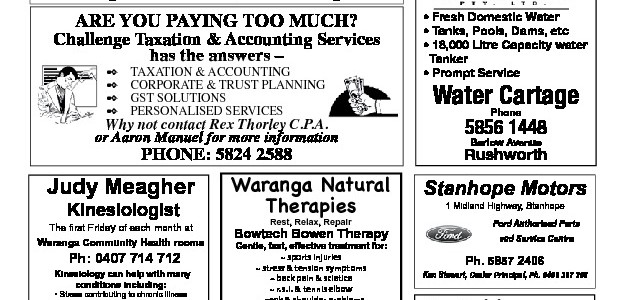 ARE YOU PAYING TOO MUCH?
Challenge Taxation & Accounting Services
has the answers –
TAXATION & ACCOUNTING
CORPORATE & TRUST PLANNING
GST SOLUTIONS
PERSONALISED SERVICES
Why not contact Rex Thorley C.P.A.
or Aaron Manuel for more information
PHONE: 5824 2588
PTY. LTD.
• Fresh Domestic Water
• Tanks, Pools, Dams, etc
• 18,000 Litre Capacity water
Tanker
• Prompt Service
Water Cartage
Phone
5856 1448
Barlow Avenue
Rushworth
Judy Meagher
Kinesiologist
The first Friday of each month at
Waranga Community Health rooms
Ph: 0407 714 712
Kinesiology can help with many
conditions including:
• Stress contributing to chronic illness
Waranga Natural
Therapies
Rest, Relax, Repair
Bowtech Bowen Therapy
Gentle, fast, effective treatment for:
~ sports injuries
~ stress & tension symptoms
~ back pain & sciatica
~ r.s.i. & tennis elbow
Stanhope Motors
1 Midland Highway, Stanhope
Ford
Ford Authorised Parts
and Service Centre
Ph. 5857 2406
Ken Stewart, Dealer Principal, Ph.